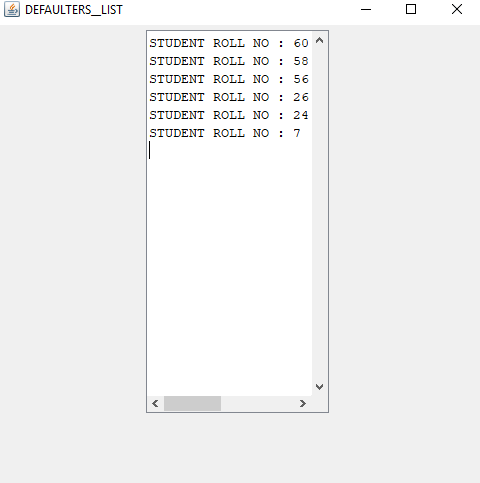 DEFAULTERS__LIST
STUDENT ROLL NO : 60
STUDENT ROLL NO : 58
STUDENT ROLL NO : 56
STUDENT ROLL NO : 26
STUDENT ROLL NO : 24
STUDENT ROLL NO : 7